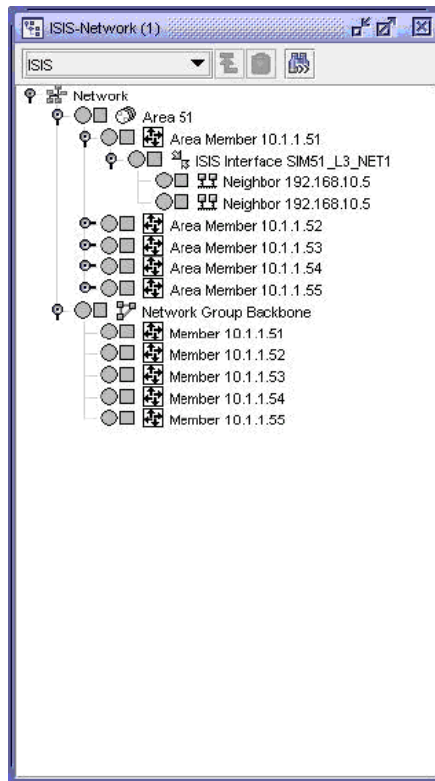 ISIS-Network (1)
ISIS
Network
Area 51
Area Member 10.1.1.51
ISIS Interface SIM51_L3_NET1
Neighbor 192.168.10.5
Neighbor 192.168.10.5
Area Member 10.1.1.52
Area Member 10.1.1.53
Area Member 10.1.1.54
Area Member 10.1.1.55
Network Group Backbone
Member 10.1.1.51
Member 10.1.1.52
Member 10.1.1.53
Member 10.1.1.54
Member 10.1.1.55